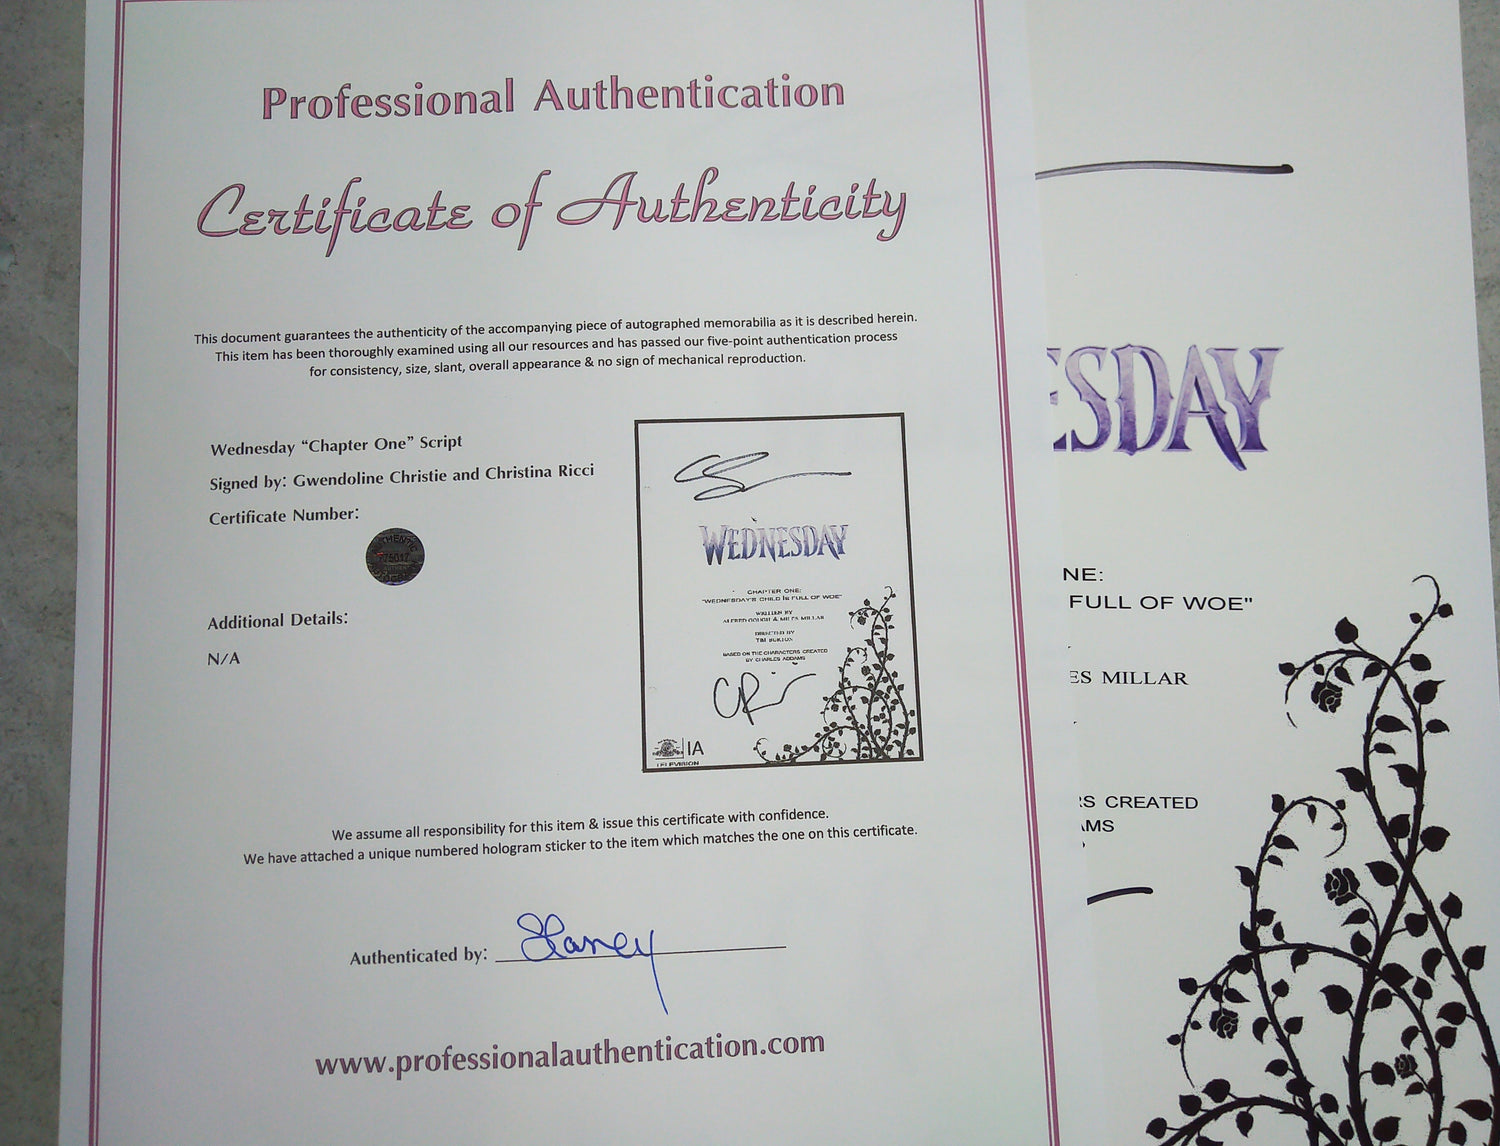 Professional Authentication
Certificate of Authenticity
This document guarantees the authenticity of the accompanying piece of autographed memorabilia as it is described herein.
This item has been thoroughly examined using all our resources and has passed our five-point authentication process
for consistency, size, slant, overall appearance & no sign of mechanical reproduction.
Wednesday “Chapter One” Script
Signed by: Gwendoline Christie and Christina Ricci
Certificate Number:
Additional Details:
N/A
WEDNESDAY
CHAPTER ONE:
"WEDNESDAY'S CHILD IS FULL OF WOE"
WRITTEN BY
ALFRED GOUGH & MILES MILLAR
DIRECTED BY
TIM BURTON
BASED ON THE CHARACTERS CREATED
BY CHARLES ADDAMS
TELEVISION
We assume all responsibility for this item & issue this certificate with confidence.
We have attached a unique numbered hologram sticker to the item which matches the one on this certificate.
Authenticated by:
www.professionalauthentication.com
ESDAY
NE:
FULL OF WOE"
ES MILLAR
RS CREATED
AMS